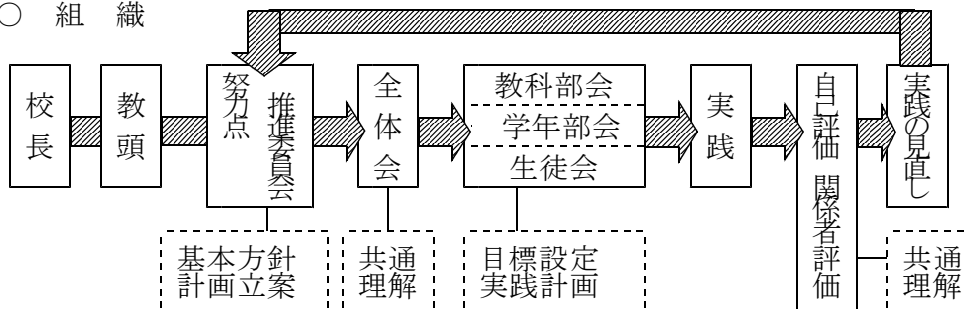 ○ 組 織
校長
教頭
努力点
推進委員会
全体会
教科部会
学年部会
生徒会
実践
自己評価 関係者評価
実践の見直し
基本方針
計画立案
共通
理解
目標設定
実践計画
共通
理解